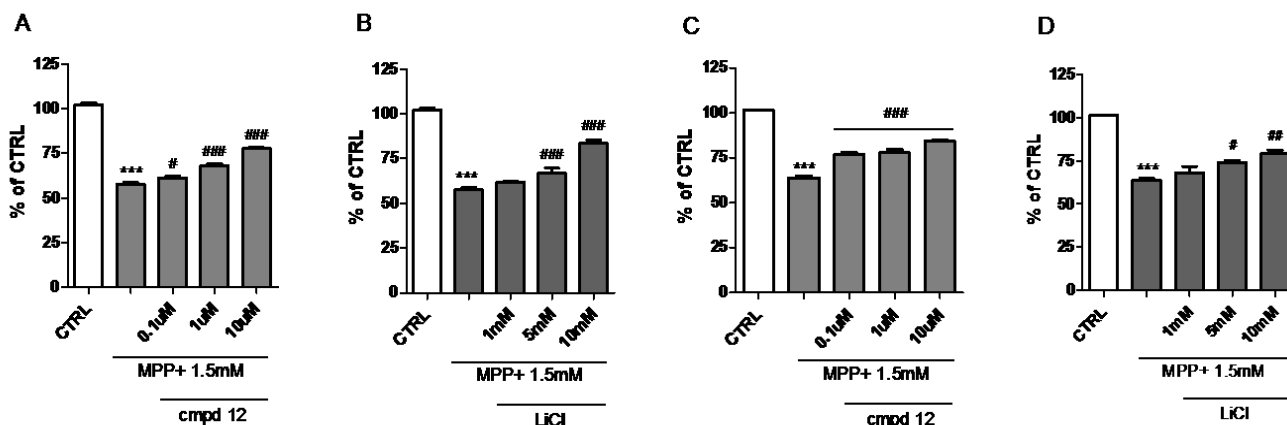 A
% of CTRL
125
100
75
50
25
0
***
#
###
###
CTRL
0.1uM
1uM
10uM
MPP+ 1.5mM
cmpd 12
B
% of CTRL
125
100
75
50
25
0
***
###
###
CTRL
1mM
5mM
10mM
MPP+ 1.5mM
LiCl
C
% of CTRL
125
100
75
50
25
0
***
###
CTRL
0.1uM
1uM
10uM
MPP+ 1.5mM
cmpd 12
D
% of CTRL
125
100
75
50
25
0
***
#
##
CTRL
1mM
5mM
10mM
MPP+ 1.5mM
LiCl